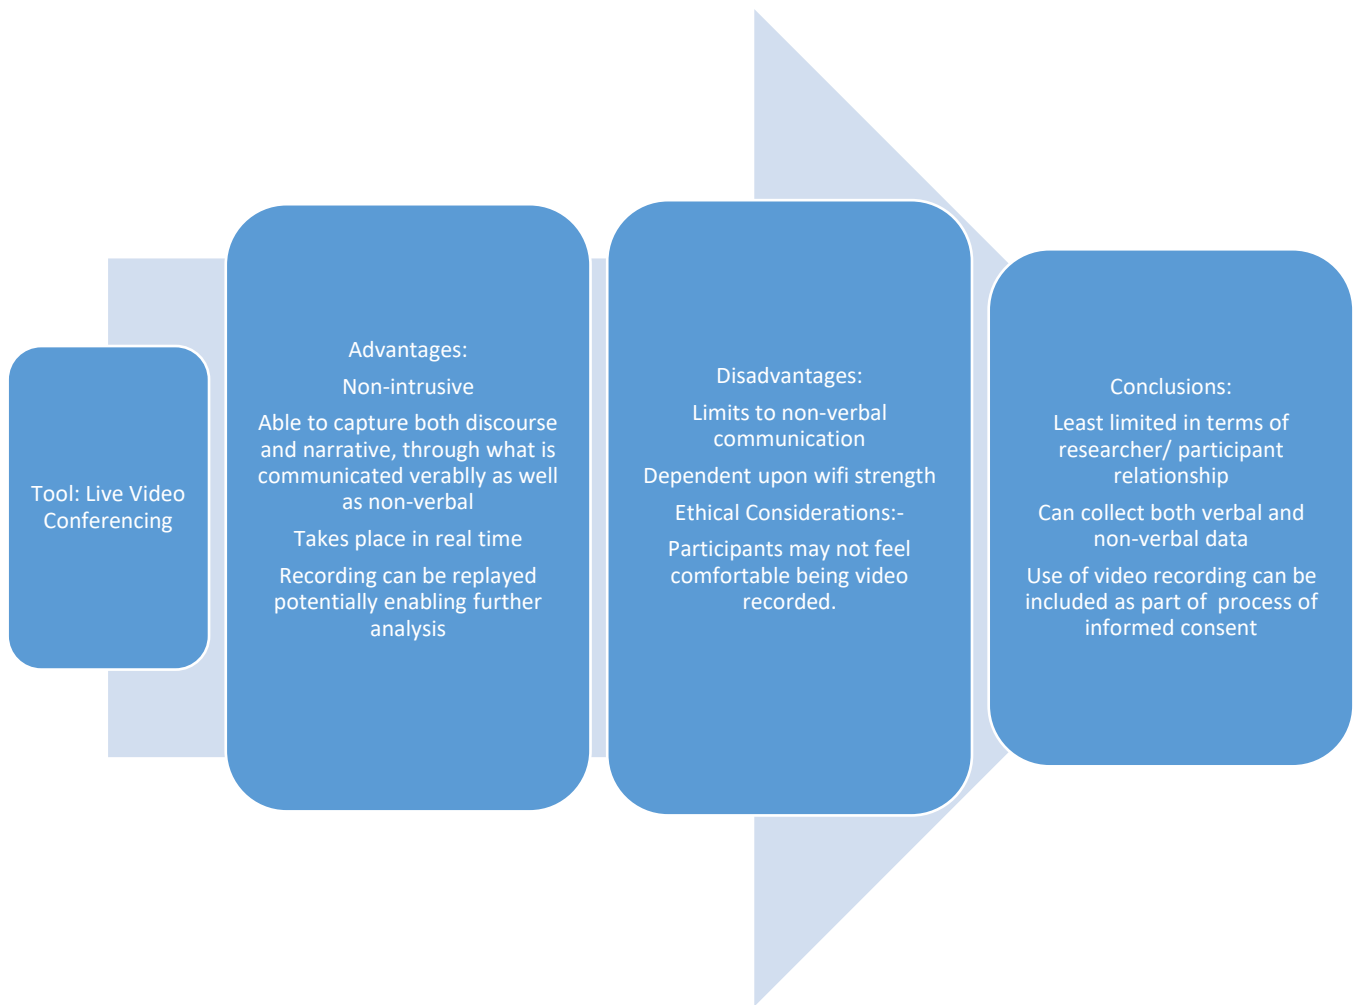 Tool: Live Video
Conferencing
Advantages:
Non-intrusive
Able to capture both discourse
and narrative, through what is
communicated verablly as well
as non-verbal
Takes place in real time
Recording can be replayed
potentially enabling further
analysis
Disadvantages:
Limits to non-verbal
communication
Dependent upon wifi strength
Ethical Considerations:-
Participants may not feel
comfortable being video
recorded.
Conclusions:
Least limited in terms of
researcher/ participant
relationship
Can collect both verbal and
non-verbal data
Use of video recording can be
included as part of  process of
informed consent